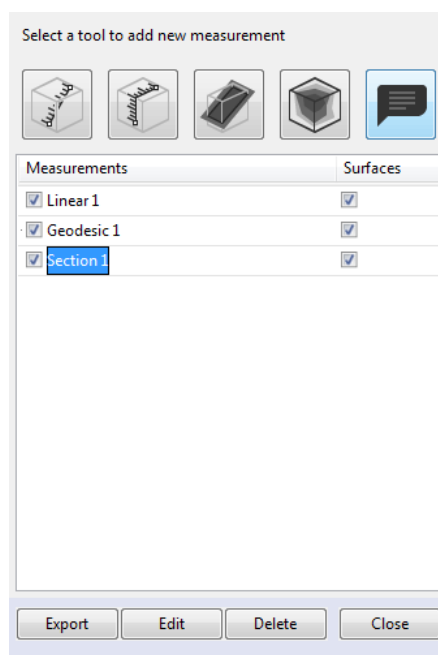 Select a tool to add new measurement
Measurements Surfaces
Linear 1
Geodesic 1
Section 1
Export Edit Delete Close